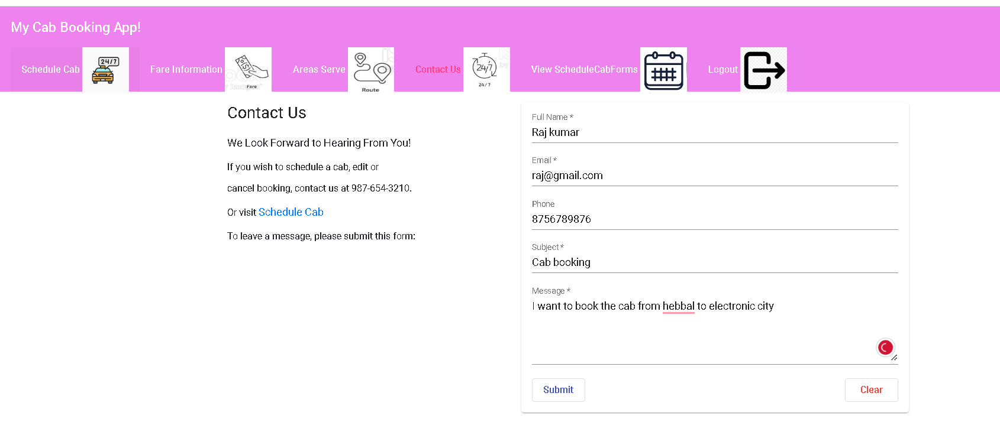 My Cab Booking App!
Schedule Cab 24/7 Fare Information Fare Areas Serve Route Contact Us 24/7 24/7 View ScheduleCabForms Logout
Contact Us
We Look Forward to Hearing From You!
If you wish to schedule a cab, edit or
cancel booking, contact us at 987-654-3210.
Or visit Schedule Cab
To leave a message, please submit this form:
Full Name *
Raj kumar
Email *
raj@gmail.com
Phone
8756789876
Subject *
Cab booking
Message *
I want to book the cab from hebbal to electronic city
Submit Clear